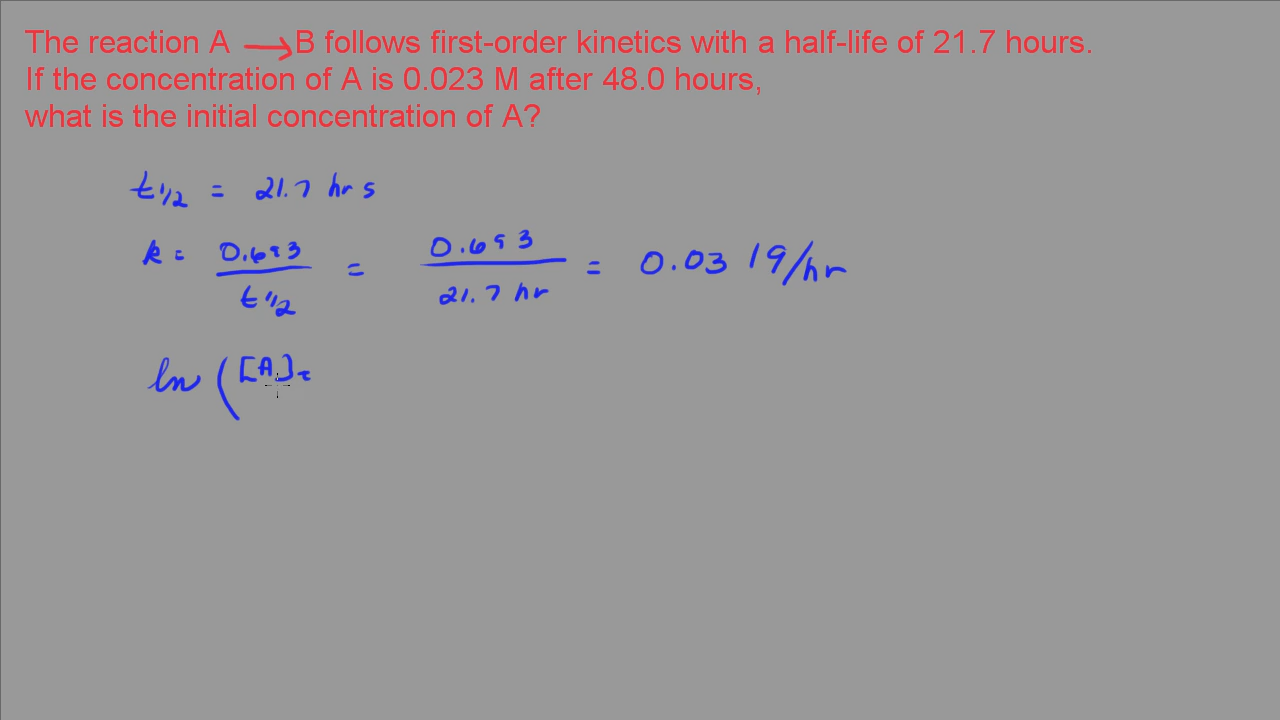 The reaction A → B follows first-order kinetics with a half-life of 21.7 hours.
If the concentration of A is 0.023 M after 48.0 hours,
what is the initial concentration of A?
t 1/2 = 21.7 hrs
k = 0.693 / t 1/2 = 0.693 / 21.7 hr = 0.0319/hr
ln ( [A]t